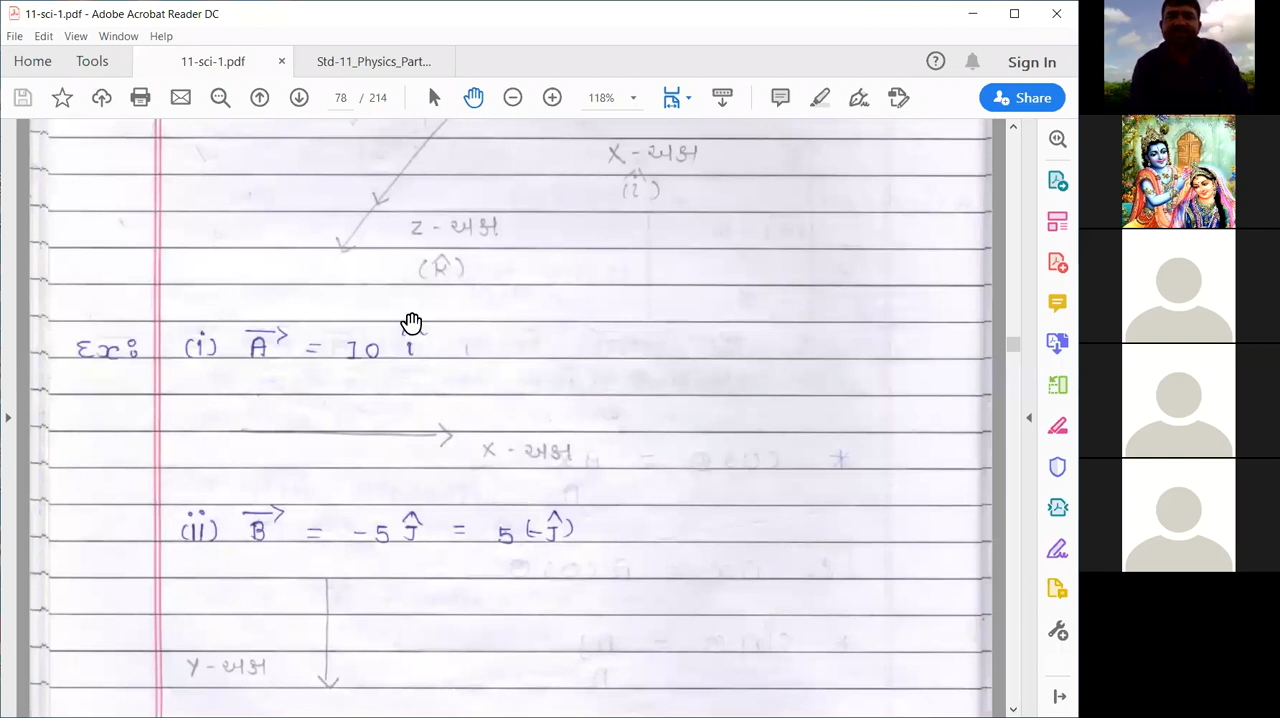 11-sci-1.pdf - Adobe Acrobat Reader DC
File Edit View Window Help
Home Tools 11-sci-1.pdf × Std-11_Physics_Part... Sign In
78 / 214 118% Share
X - અક્ષ
(î)
Z - અક્ષ
(k̂)
Ex: (i) A⃗ = 10 î
X - અક્ષ
(ii) B⃗ = -5 ĵ = 5 (-ĵ)
Y - અક્ષ